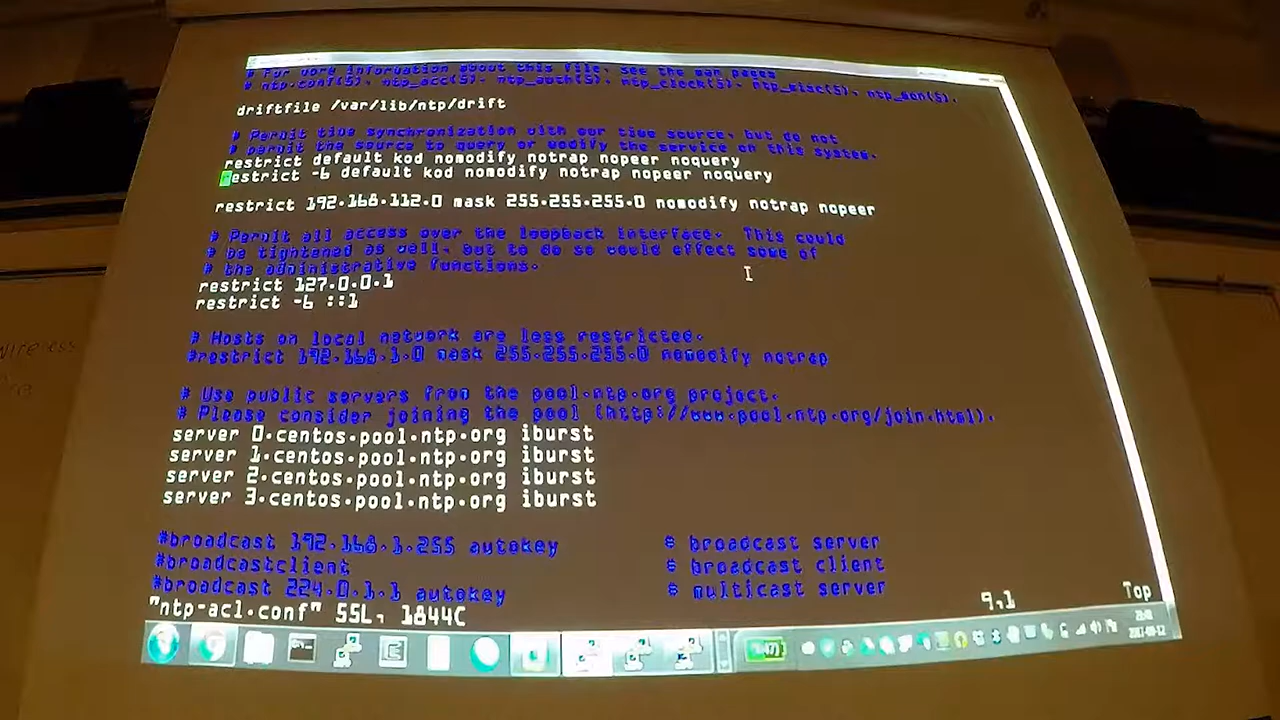 # For more information about this file, see the man pages
# ntp.conf(5), ntp_acc(5), ntp_auth(5), ntp_clock(5), ntp_misc(5), ntp_mon(5).
driftfile /var/lib/ntp/drift
# Permit time synchronization with our time source, but do not
# permit the source to query or modify the service on this system.
restrict default kod nomodify notrap nopeer noquery
restrict -6 default kod nomodify notrap nopeer noquery
restrict 192.168.112.0 mask 255.255.255.0 nomodify notrap nopeer
# Permit all access over the loopback interface. This could
# be tightened as well, but to do so would effect some of
# the administrative functions.
restrict 127.0.0.1
restrict -6 ::1
# Hosts on local network are less restricted.
#restrict 192.168.1.0 mask 255.255.255.0 nomodify notrap
# Use public servers from the pool.ntp.org project.
# Please consider joining the pool (http://www.pool.ntp.org/join.html).
server 0.centos.pool.ntp.org iburst
server 1.centos.pool.ntp.org iburst
server 2.centos.pool.ntp.org iburst
server 3.centos.pool.ntp.org iburst
#broadcast 192.168.1.255 autokey # broadcast server
#broadcastclient # broadcast client
#broadcast 224.0.1.1 autokey # multicast server
"ntp-acl.conf" 55L, 1844C 9,1 Top
Wireless